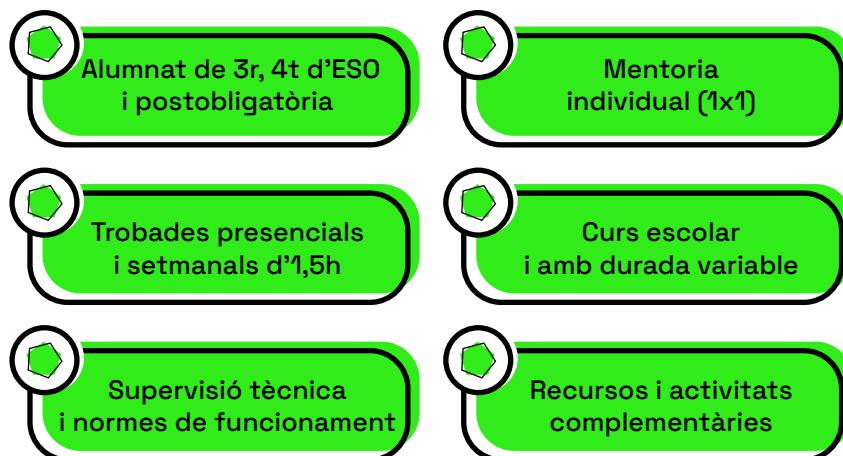 Alumnat de 3r, 4t d'ESO
i postobligatòria
Mentoria
individual (1x1)
Trobades presencials
i setmanals d'1,5h
Curs escolar
i amb durada variable
Supervisió tècnica
i normes de funcionament
Recursos i activitats
complementàries